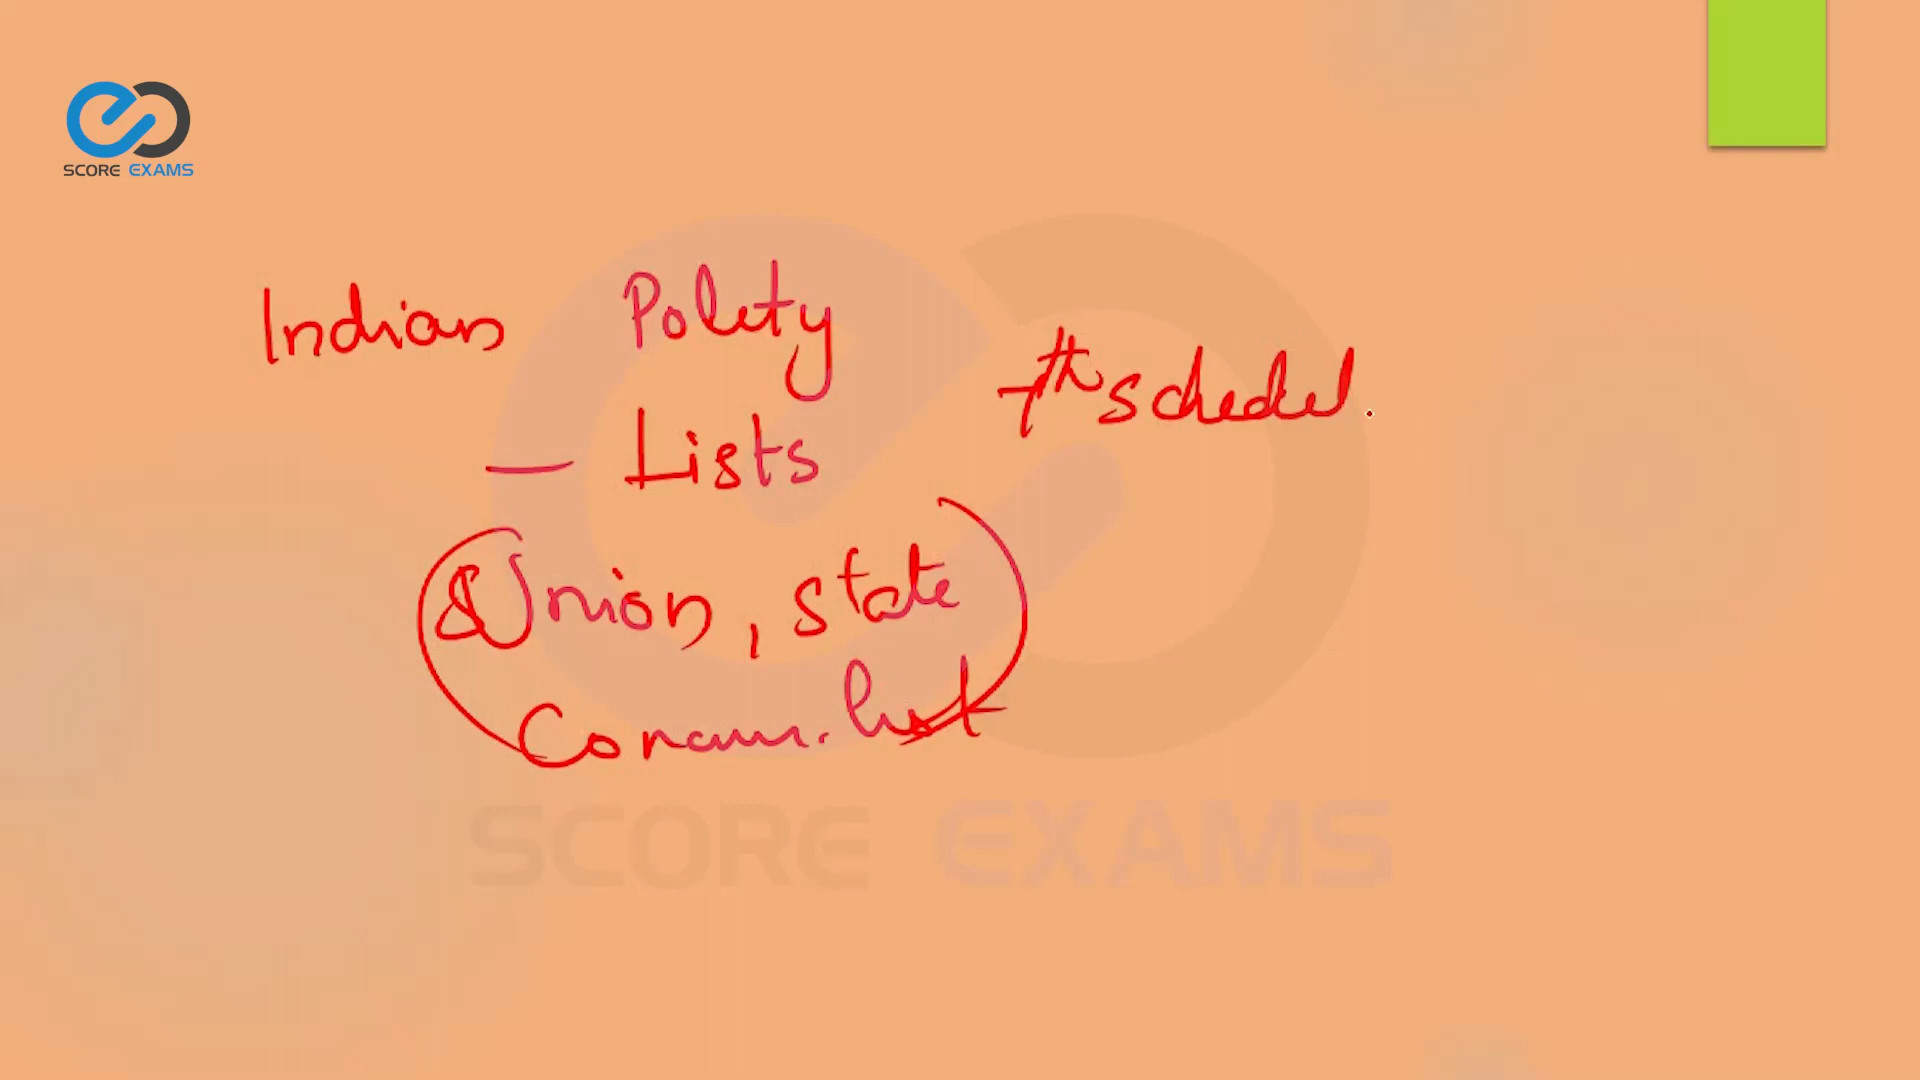 SCORE EXAMS
Indian Polity
7th schedul.
— Lists
Union, State
Concurr. list
SCORE EXAMS